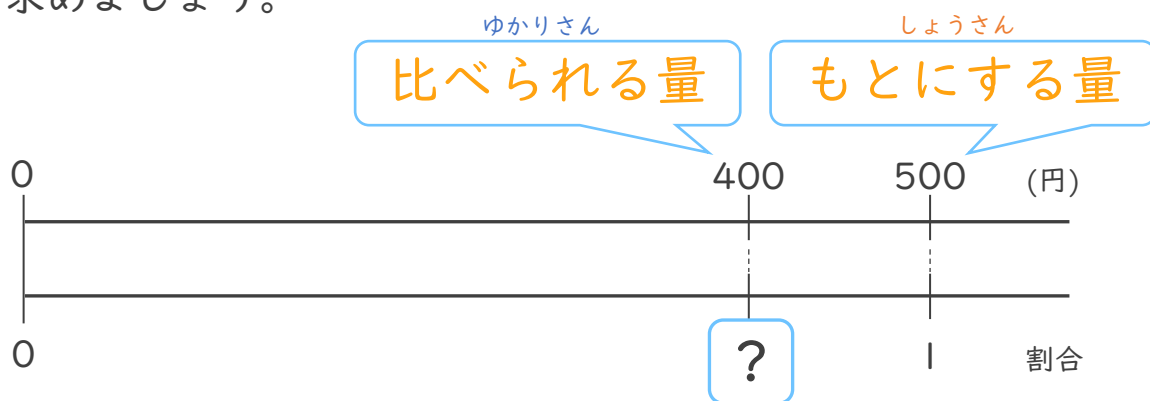 求めましょう。
ゆかりさん しょうさん
比べられる量 もとにする量
0 400 500 (円)
0 ? 1 割合